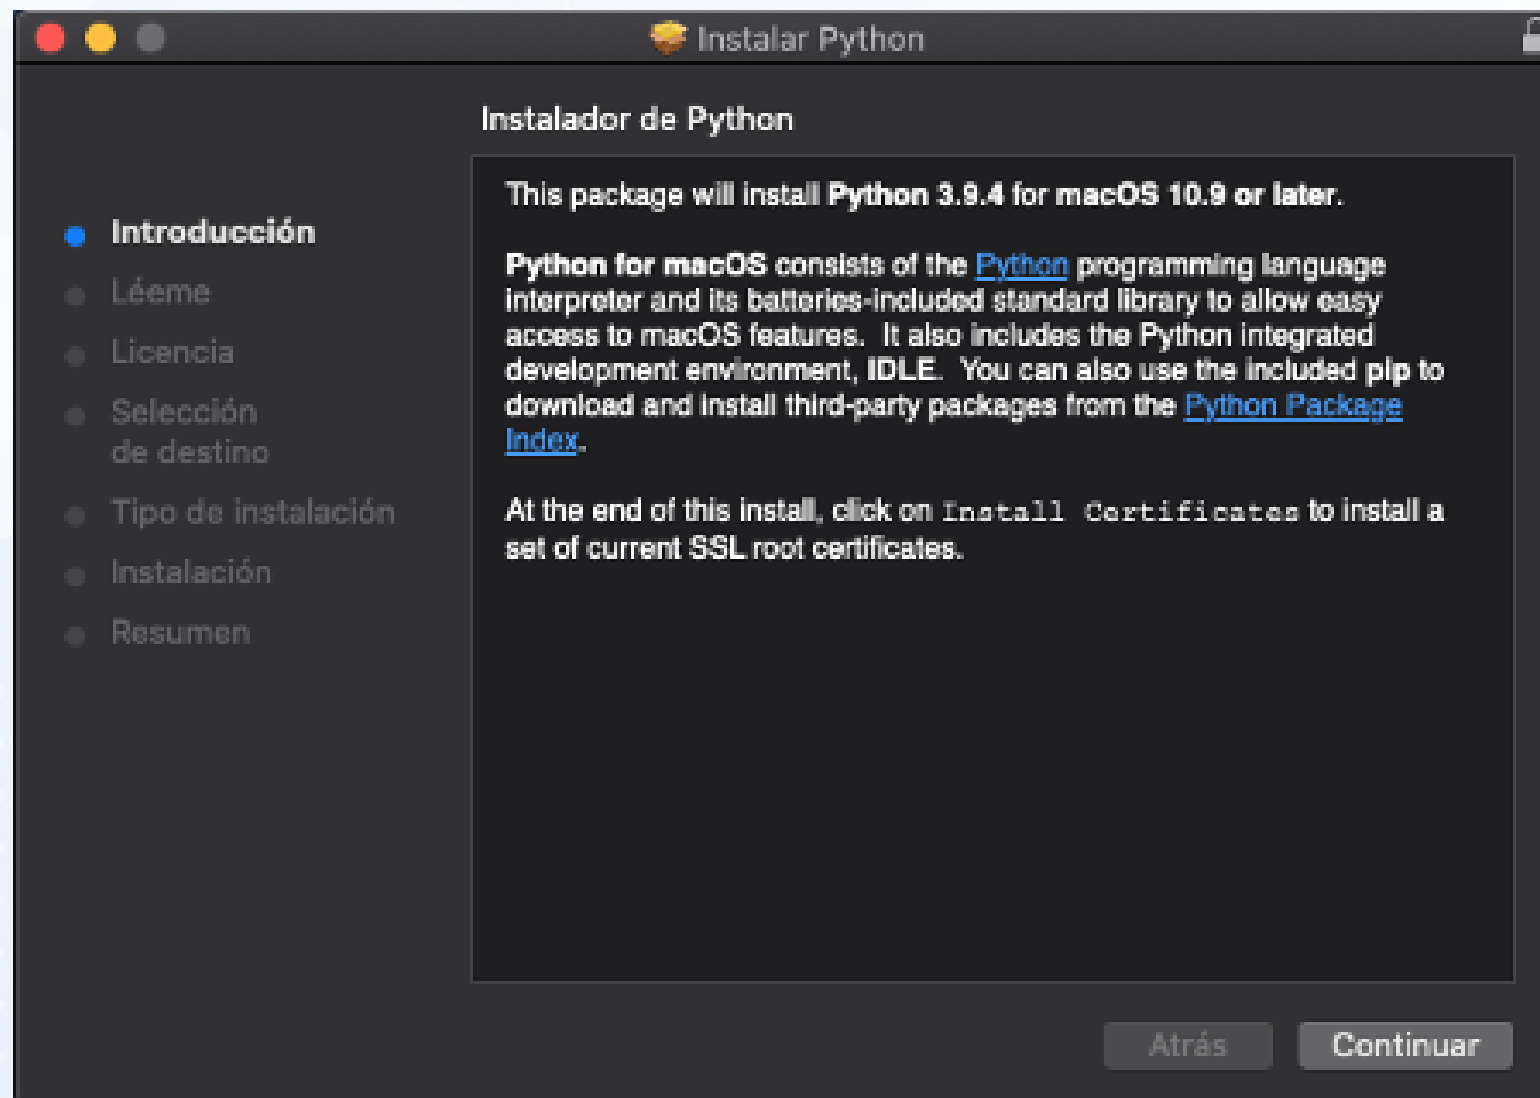 Instalar Python
Instalador de Python
Introducción
Léeme
Licencia
Selección
de destino
Tipo de instalación
Instalación
Resumen
This package will install Python 3.9.4 for macOS 10.9 or later.
Python for macOS consists of the Python programming language
interpreter and its batteries-included standard library to allow easy
access to macOS features. It also includes the Python integrated
development environment, IDLE. You can also use the included pip to
download and install third-party packages from the Python Package
Index.
At the end of this install, click on Install Certificates to install a
set of current SSL root certificates.
Atrás
Continuar